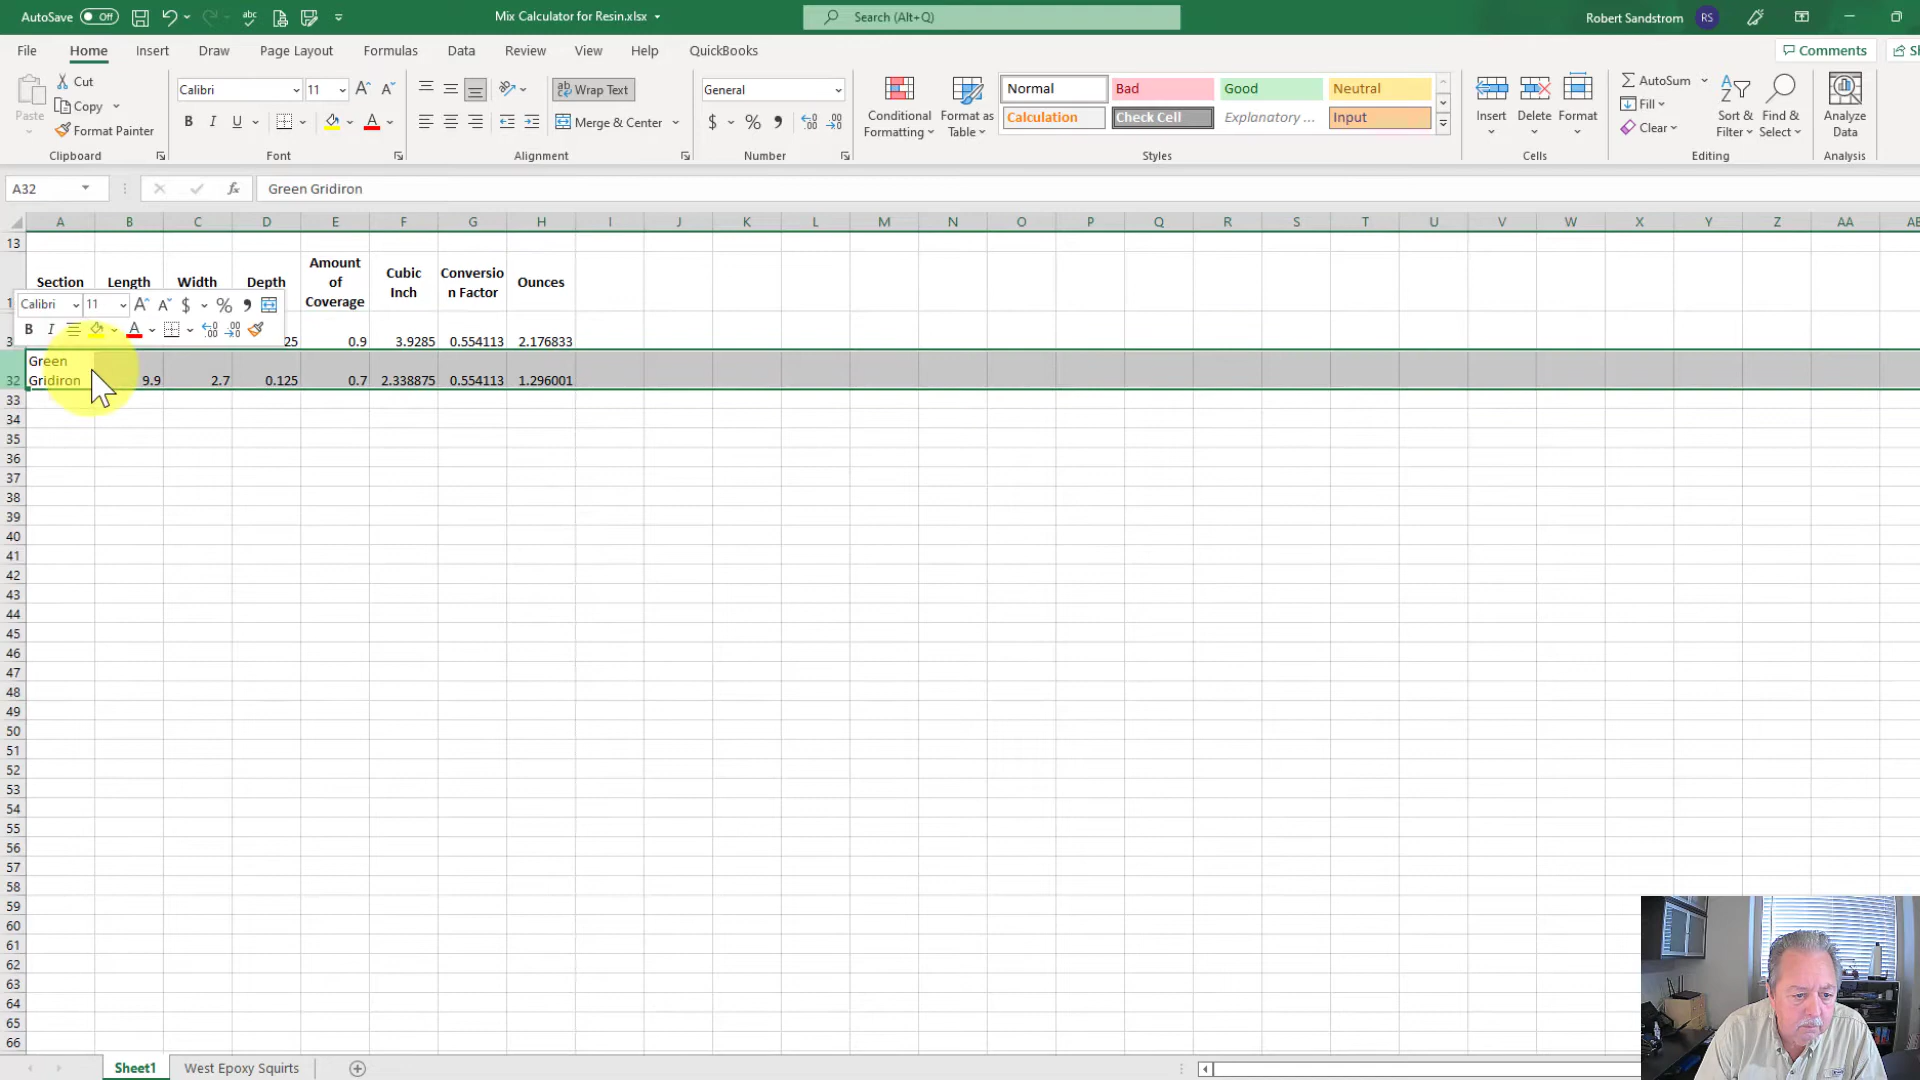 AutoSave Off
Mix Calculator for Resin.xlsx
Search (Alt+Q)
Robert Sandstrom RS
File Home Insert Draw Page Layout Formulas Data Review View Help QuickBooks
Comments
Paste Cut Copy Format Painter
Clipboard
Calibri 11
B I U
Font
Wrap Text
Merge & Center
Alignment
General
$ %
Number
Conditional Formatting
Format as Table
Normal Bad Good Neutral
Calculation Check Cell Explanatory ... Input
Styles
Insert Delete Format
Cells
AutoSum
Fill
Clear
Sort & Filter
Find & Select
Editing
Analyze Data
Analysis
A32
fx
Green Gridiron
A B C D E F G H I J K L M N O P Q R S T U V W X Y Z AA
13
Section Length Width Depth Amount of Coverage Cubic Inch Conversio n Factor Ounces
Calibri 11 $ %
B I A
25 0.9 3.9285 0.554113 2.176833
32 Green Gridiron 9.9 2.7 0.125 0.7 2.338875 0.554113 1.296001
33
34
35
36
37
38
39
40
41
42
43
44
45
46
47
48
49
50
51
52
53
54
55
56
57
58
59
60
61
62
63
64
65
66
Sheet1 West Epoxy Squirts